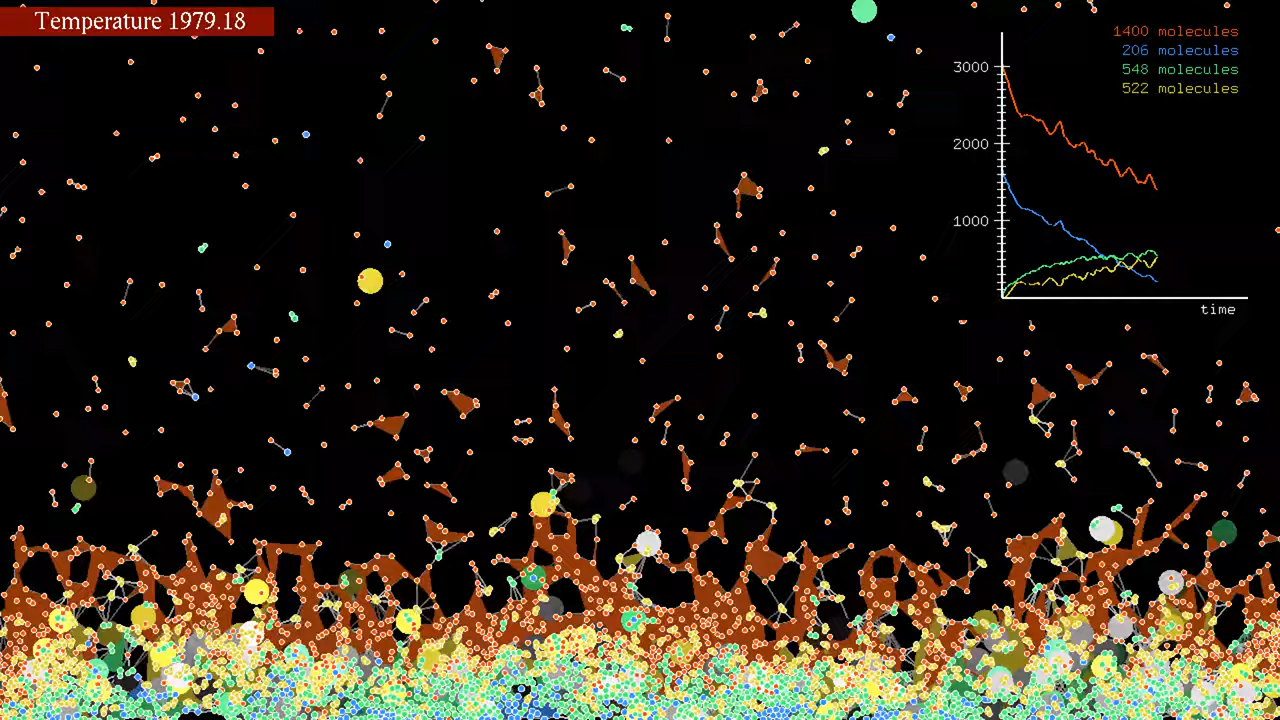 Temperature 1979.18
1400 molecules
206 molecules
548 molecules
522 molecules
3000
2000
1000
time